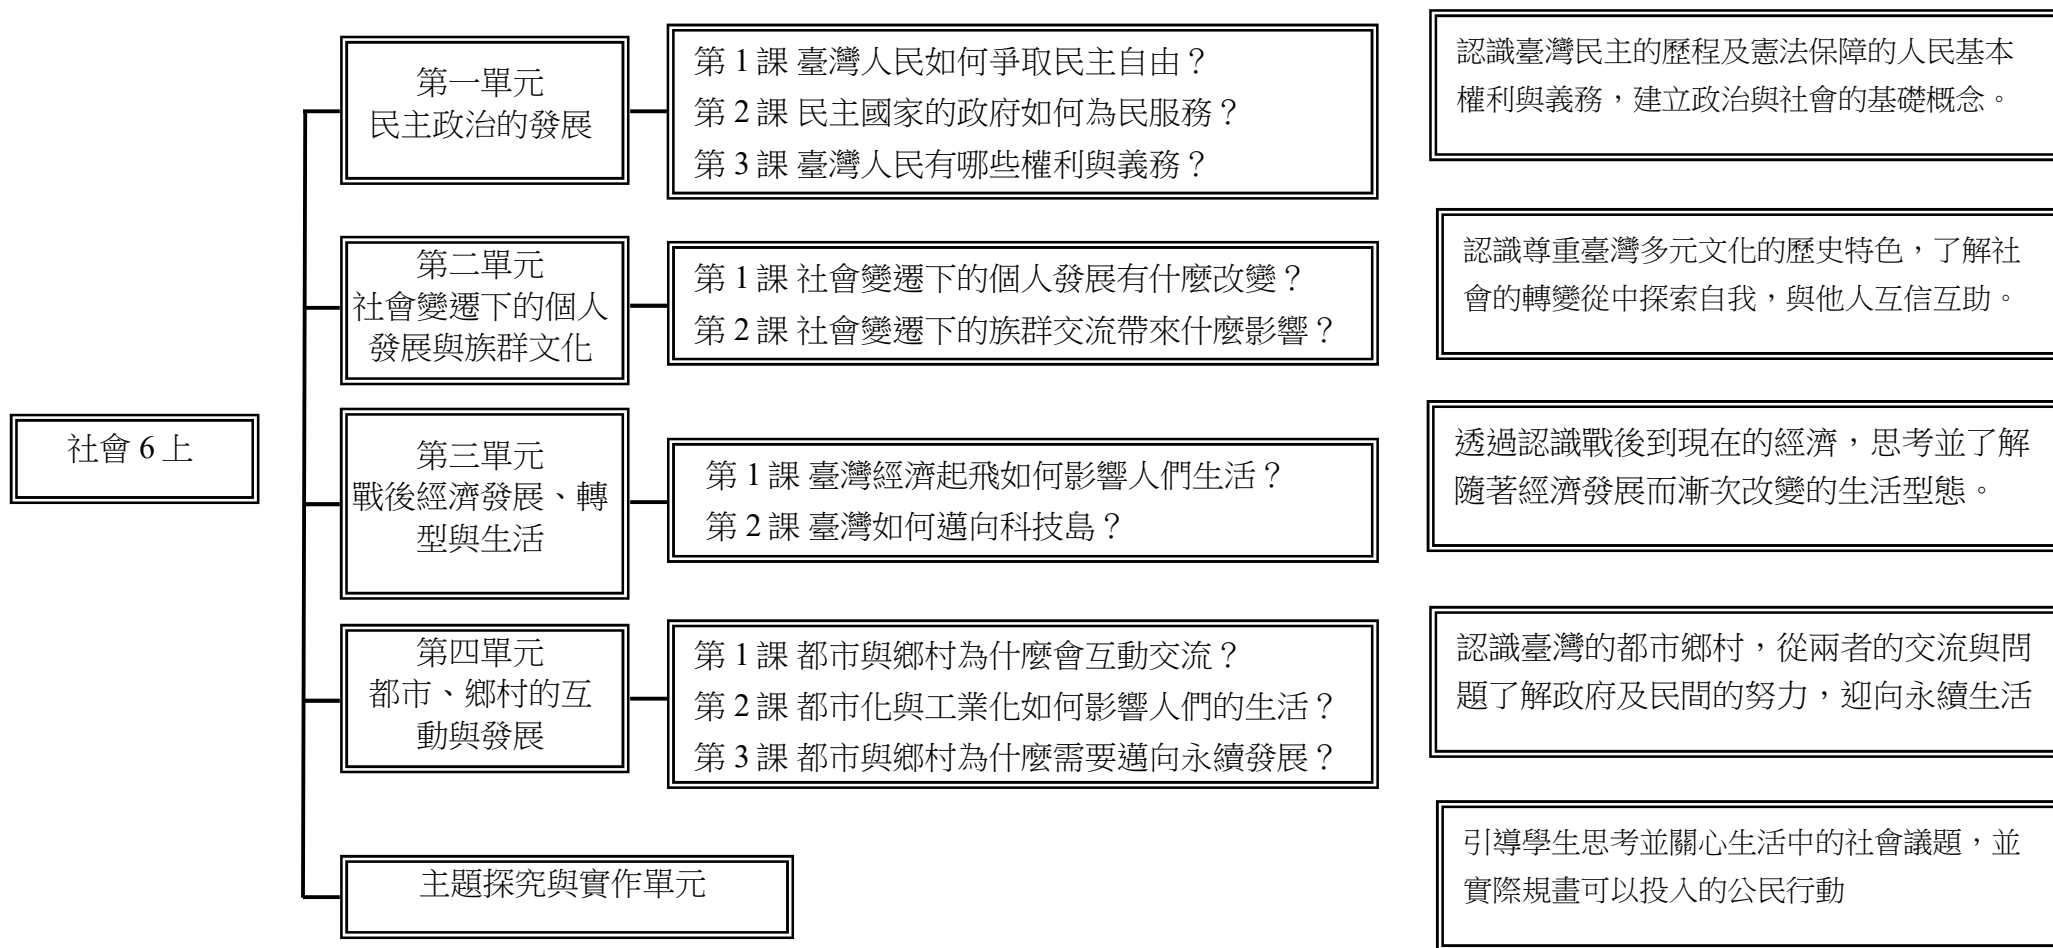 社會 6 上
第一單元
民主政治的發展
第 1 課 臺灣人民如何爭取民主自由？
第 2 課 民主國家的政府如何為民服務？
第 3 課 臺灣人民有哪些權利與義務？
認識臺灣民主的歷程及憲法保障的人民基本
權利與義務，建立政治與社會的基礎概念。
第二單元
社會變遷下的個人
發展與族群文化
第 1 課 社會變遷下的個人發展有什麼改變？
第 2 課 社會變遷下的族群交流帶來什麼影響？
認識尊重臺灣多元文化的歷史特色，了解社
會的轉變從中探索自我，與他人互信互助。
第三單元
戰後經濟發展、轉
型與生活
第 1 課 臺灣經濟起飛如何影響人們生活？
第 2 課 臺灣如何邁向科技島？
透過認識戰後到現在的經濟，思考並了解
隨著經濟發展而漸次改變的生活型態。
第四單元
都市、鄉村的互
動與發展
第 1 課 都市與鄉村為什麼會互動交流？
第 2 課 都市化與工業化如何影響人們的生活？
第 3 課 都市與鄉村為什麼需要邁向永續發展？
認識臺灣的都市鄉村，從兩者的交流與問
題了解政府及民間的努力，迎向永續生活
主題探究與實作單元
引導學生思考並關心生活中的社會議題，並
實際規畫可以投入的公民行動